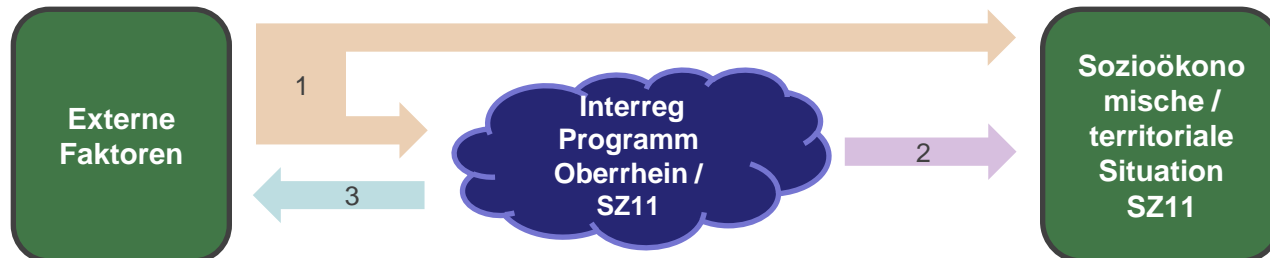 Externe
Faktoren
1
3
Interreg
Programm
Oberrhein /
SZ11
2
Sozioökono
mische /
territoriale
Situation
SZ11